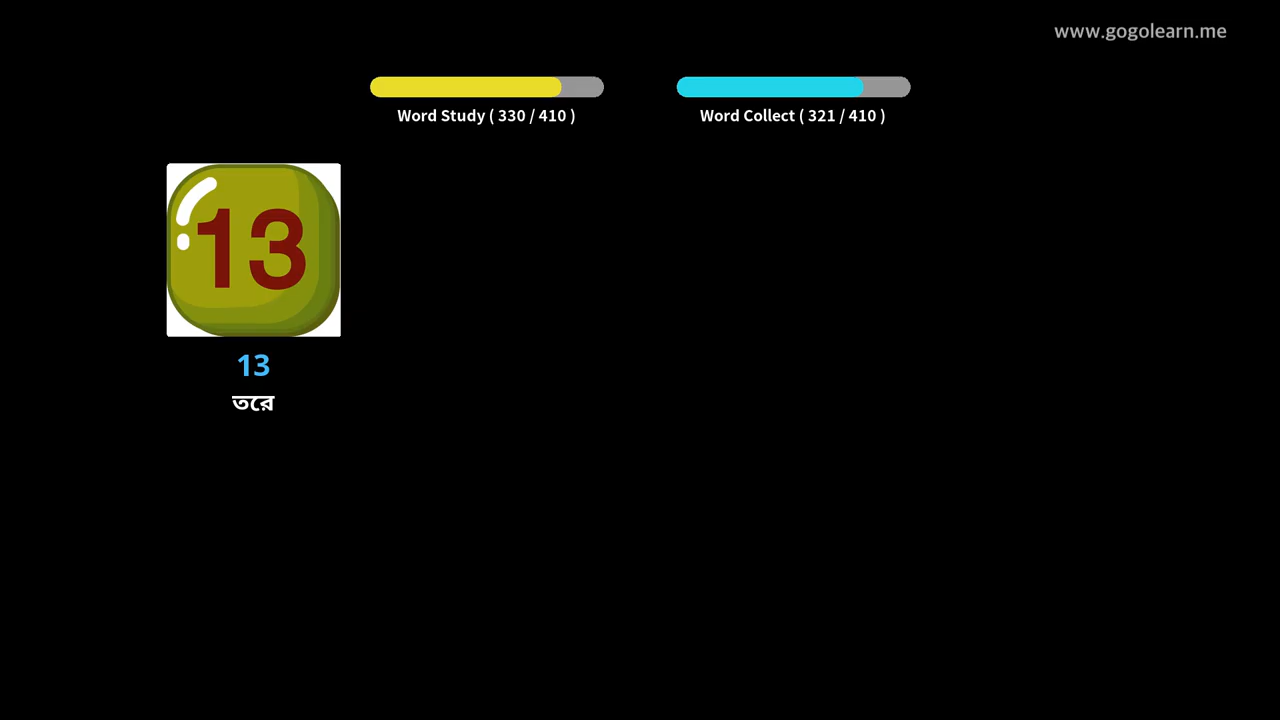 www.gogolearn.me
Word Study ( 330 / 410 )
Word Collect ( 321 / 410 )
13
13
তরে